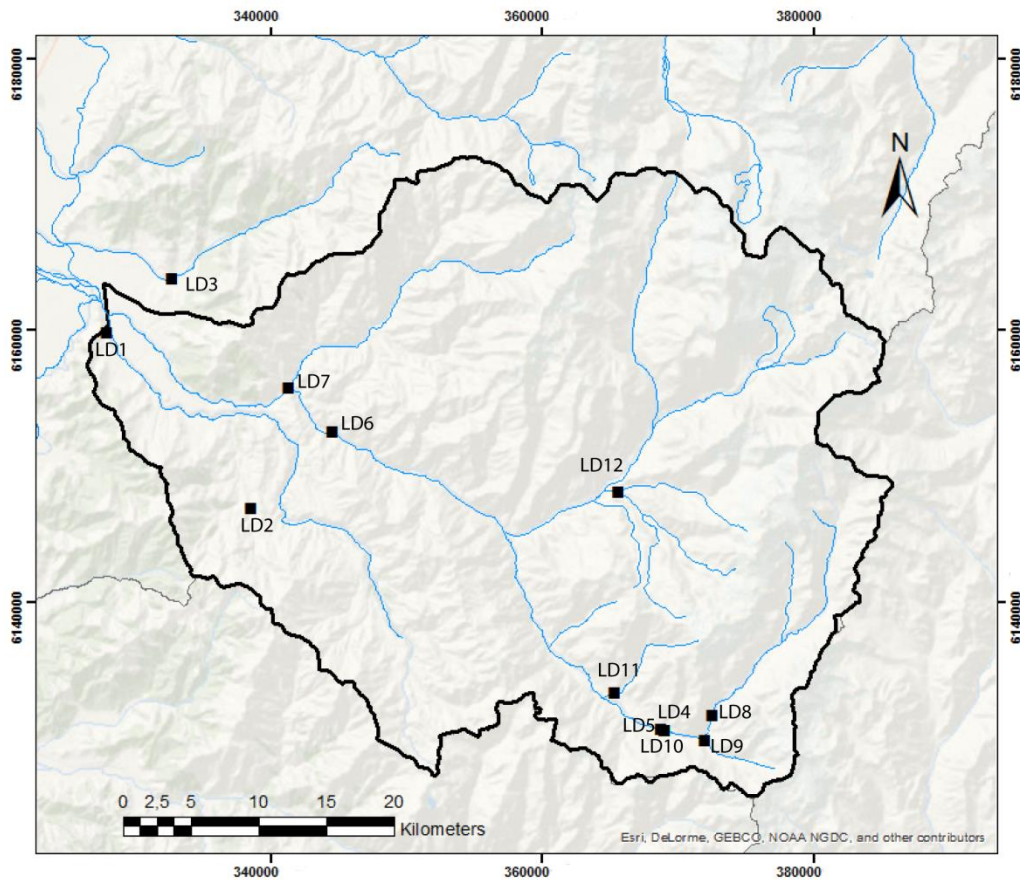 340000 360000 380000
6180000 6180000
N
LD3
6160000 6160000
LD1
LD7
LD6
LD12
LD2
6140000 6140000
LD11
LD4
LD5
LD8
LD10
LD9
0 2,5 5 10 15 20
Kilometers
Esri, DeLorme, GEBCO, NOAA NGDC, and other contributors
340000 360000 380000